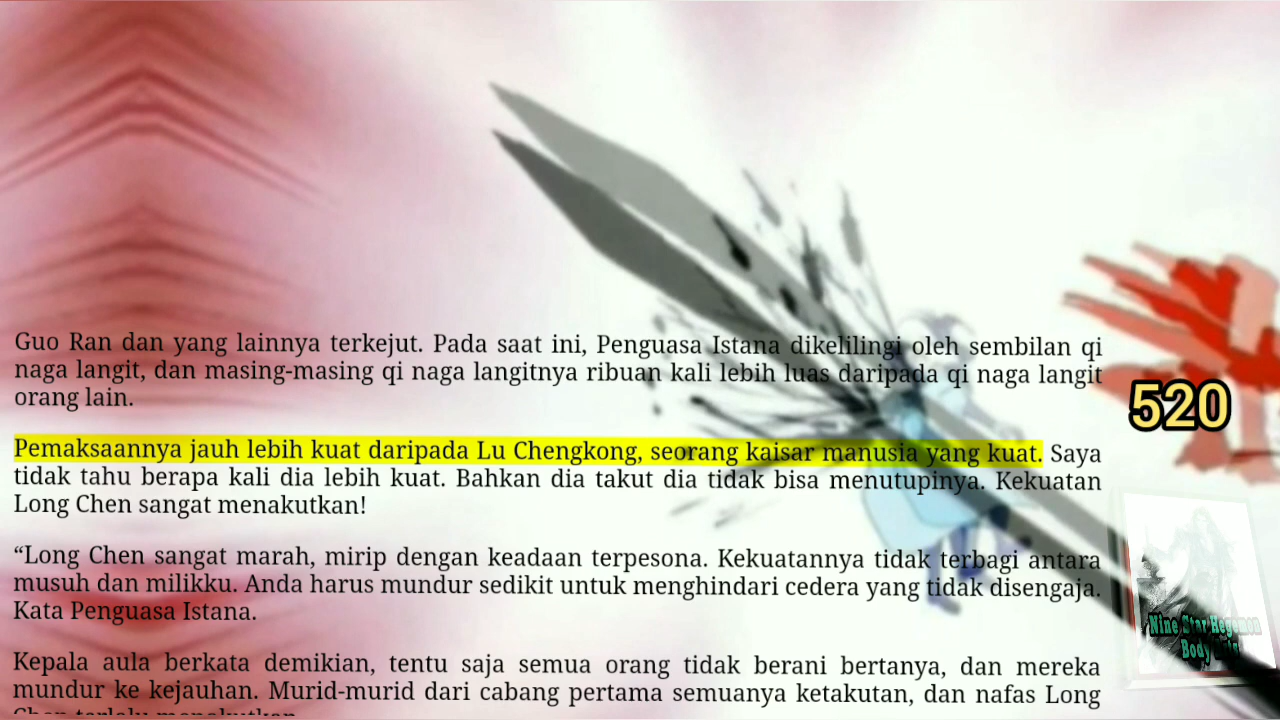 Guo Ran dan yang lainnya terkejut. Pada saat ini, Penguasa Istana dikelilingi oleh sembilan qi
naga langit, dan masing-masing qi naga langitnya ribuan kali lebih luas daripada qi naga langit
orang lain.
Pemaksaannya jauh lebih kuat daripada Lu Chengkong, seorang kaisar manusia yang kuat. Saya
tidak tahu berapa kali dia lebih kuat. Bahkan dia takut dia tidak bisa menutupinya. Kekuatan
Long Chen sangat menakutkan!
“Long Chen sangat marah, mirip dengan keadaan terpesona. Kekuatannya tidak terbagi antara
musuh dan milikku. Anda harus mundur sedikit untuk menghindari cedera yang tidak disengaja.
Kata Penguasa Istana.
Kepala aula berkata demikian, tentu saja semua orang tidak berani bertanya, dan mereka
mundur ke kejauhan. Murid-murid dari cabang pertama semuanya ketakutan, dan nafas Long
Chen terlalu menakutkan
520
Nine Star Hegemon
Body